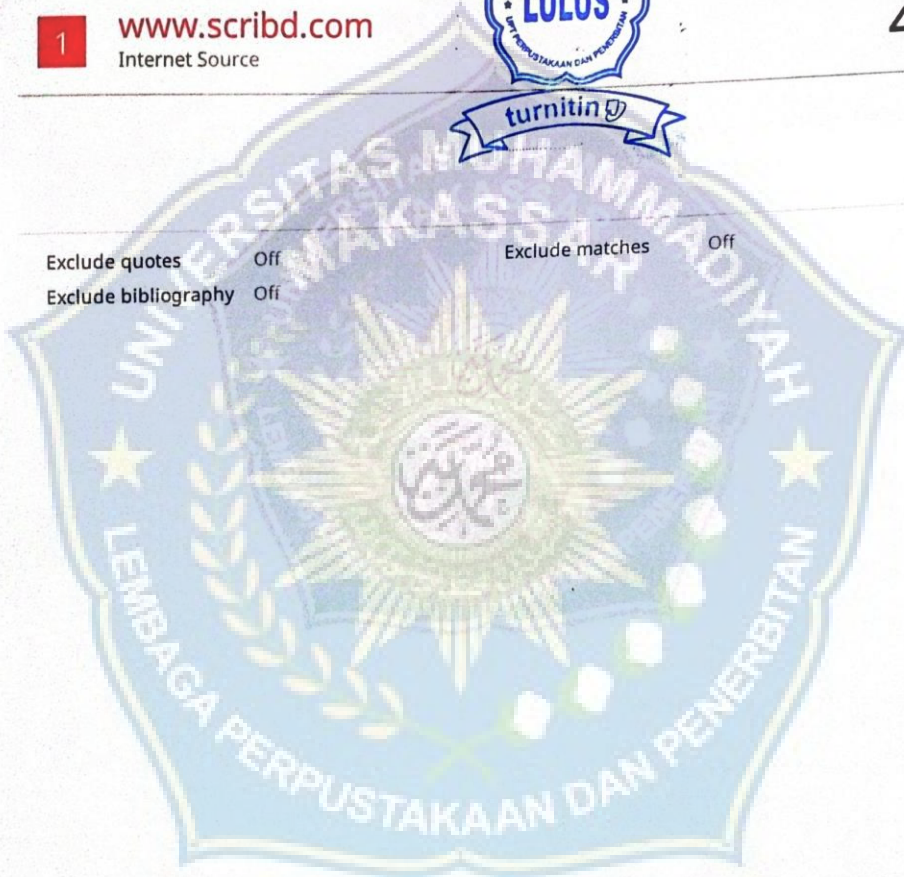 LULUS
UPT PERPUSTAKAAN DAN PENERBITAN
1 www.scribd.com
Internet Source
turnitin
UNIVERSITAS MUHAMMADIYAH
MAKASSAR
Exclude quotes Off
Exclude matches Off
Exclude bibliography Off
LEMBAGA PERPUSTAKAAN DAN PENERBITAN